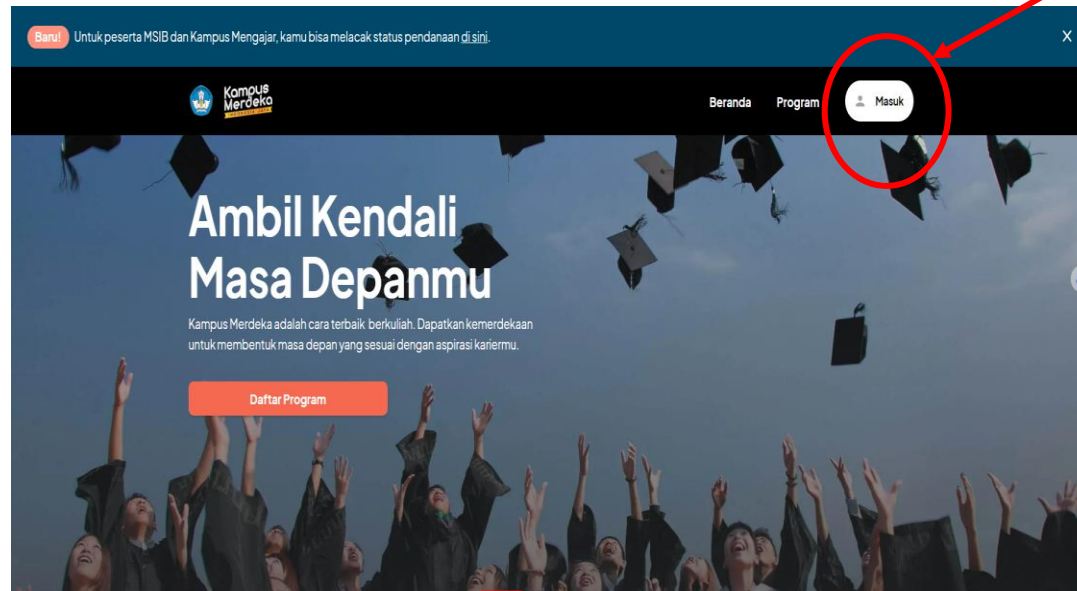 Baru! Untuk peserta MSIB dan Kampus Mengajar, kamu bisa melacak status pendanaan di sini. X
Kampus
Merdeka
Beranda Program Masuk
Ambil Kendali
Masa Depanmu
Kampus Merdeka adalah cara terbaik berkuliah. Dapatkan kemerdekaan
untuk membentuk masa depan yang sesuai dengan aspirasi kariermu.
Daftar Program